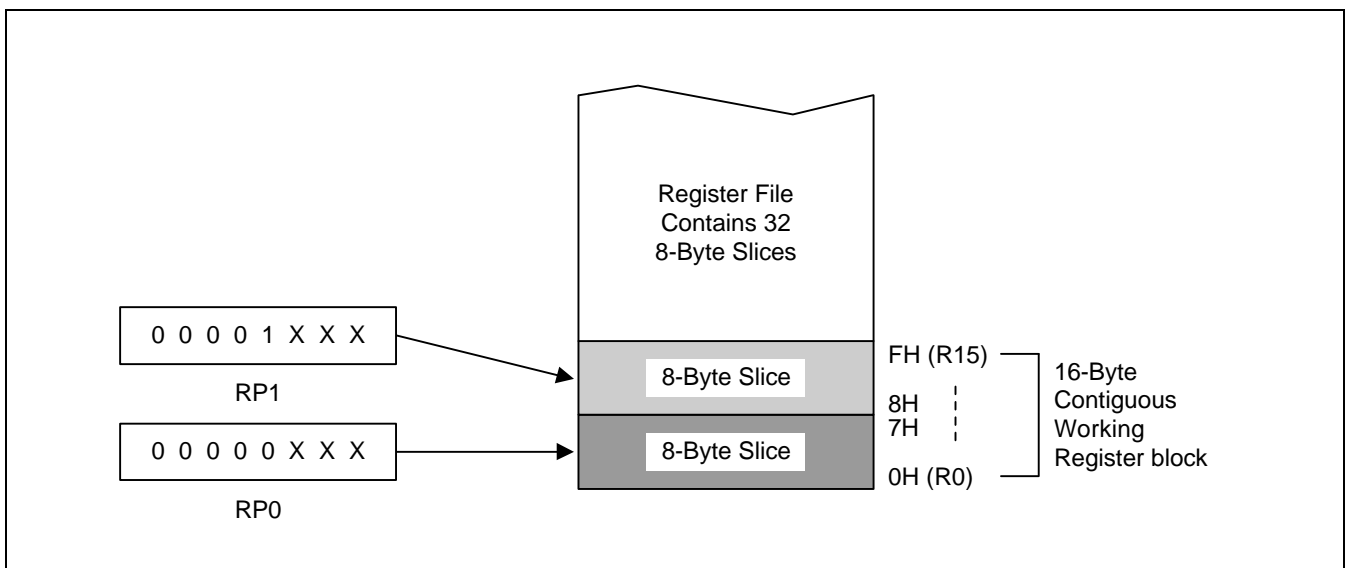 Register File
Contains 32
8-Byte Slices
0 0 0 0 1 X X X
RP1
0 0 0 0 0 X X X
RP0
8-Byte Slice
8-Byte Slice
FH (R15)
8H
7H
0H (R0)
16-Byte
Contiguous
Working
Register block